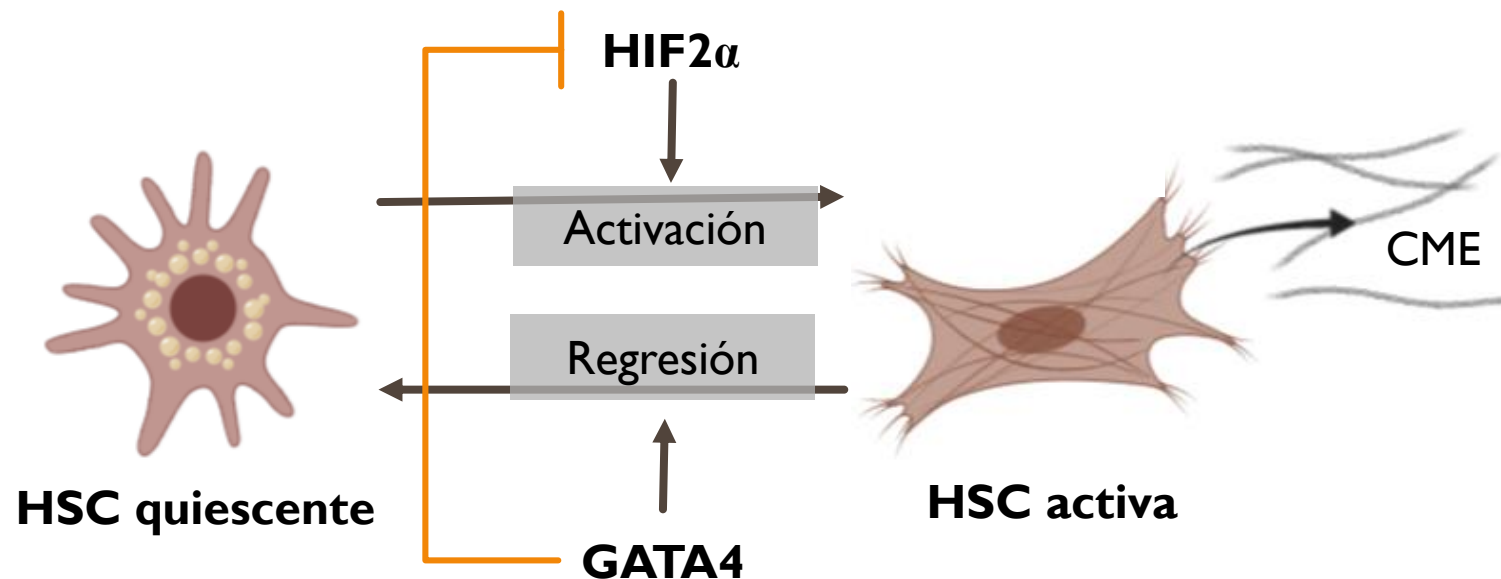 HIF2α
Activación
CME
Regresión
HSC quiescente
HSC activa
GATA4